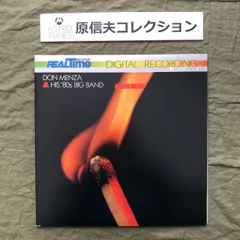 原信夫コレクション
REALTime
DIGITAL RECORDING
DON MENZA
& HIS '80s BIG BAND